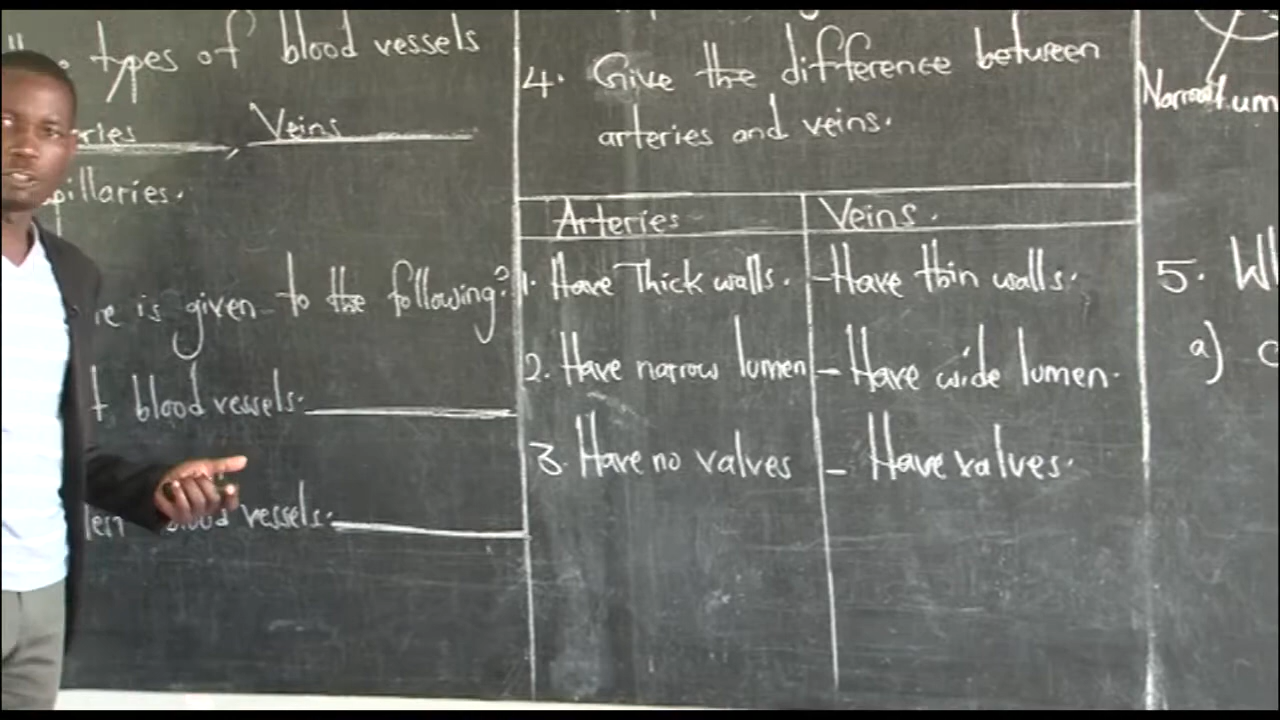 types of blood vessels
Veins
is given to the following?
blood vessels.
blood vessels.
4. Give the difference between
arteries and veins.
Arteries
Veins.
1. Have Thick walls.
- Have thin walls.
2. Have narrow lumen
- Have wide lumen.
3. Have no valves
- Have valves.
Narrow
5.
a)